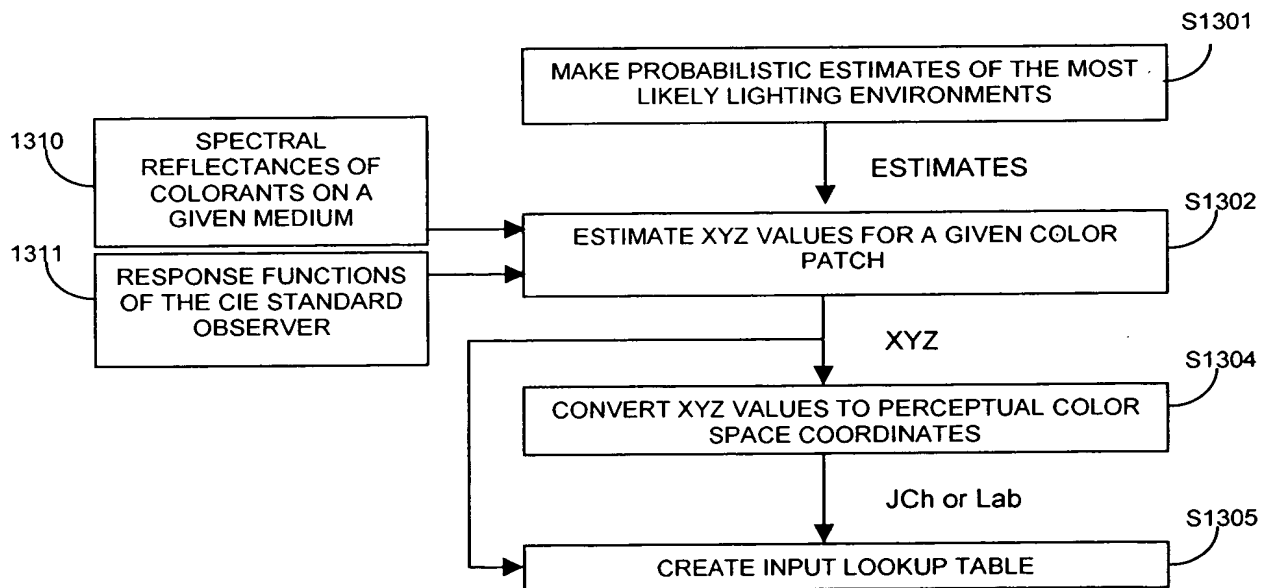 S1301
MAKE PROBABILISTIC ESTIMATES OF THE MOST
LIKELY LIGHTING ENVIRONMENTS
1310
SPECTRAL
REFLECTANCES OF
COLORANTS ON A
GIVEN MEDIUM
ESTIMATES
S1302
ESTIMATE XYZ VALUES FOR A GIVEN COLOR
PATCH
1311
RESPONSE FUNCTIONS
OF THE CIE STANDARD
OBSERVER
XYZ
S1304
CONVERT XYZ VALUES TO PERCEPTUAL COLOR
SPACE COORDINATES
JCh or Lab
S1305
CREATE INPUT LOOKUP TABLE